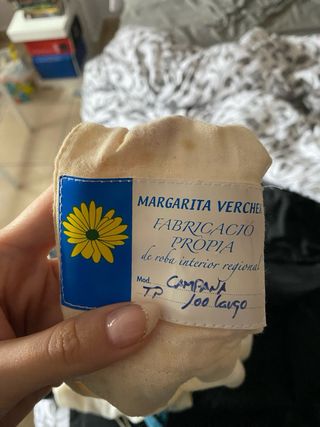 MARGARITA VERCHER
FABRICACIÓ
PRÒPIA
de roba interior regional
Mod. CAMPANA
TP 100 largo